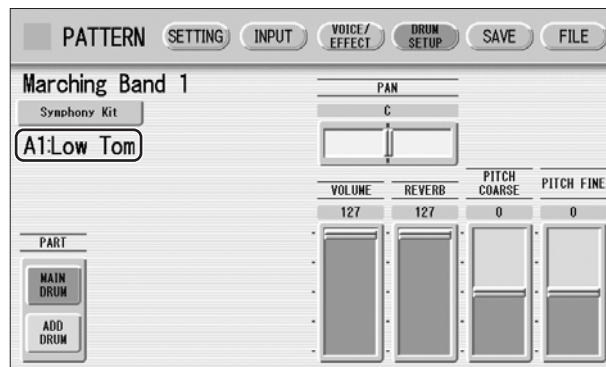 PATTERN SETTING INPUT VOICE/EFFECT DRUM SETUP SAVE FILE
Marching Band 1
Symphony Kit
A1:Low Tom
PAN
C
VOLUME REVERB PITCH COARSE PITCH FINE
127 127 0 0
PART
MAIN DRUM
ADD DRUM